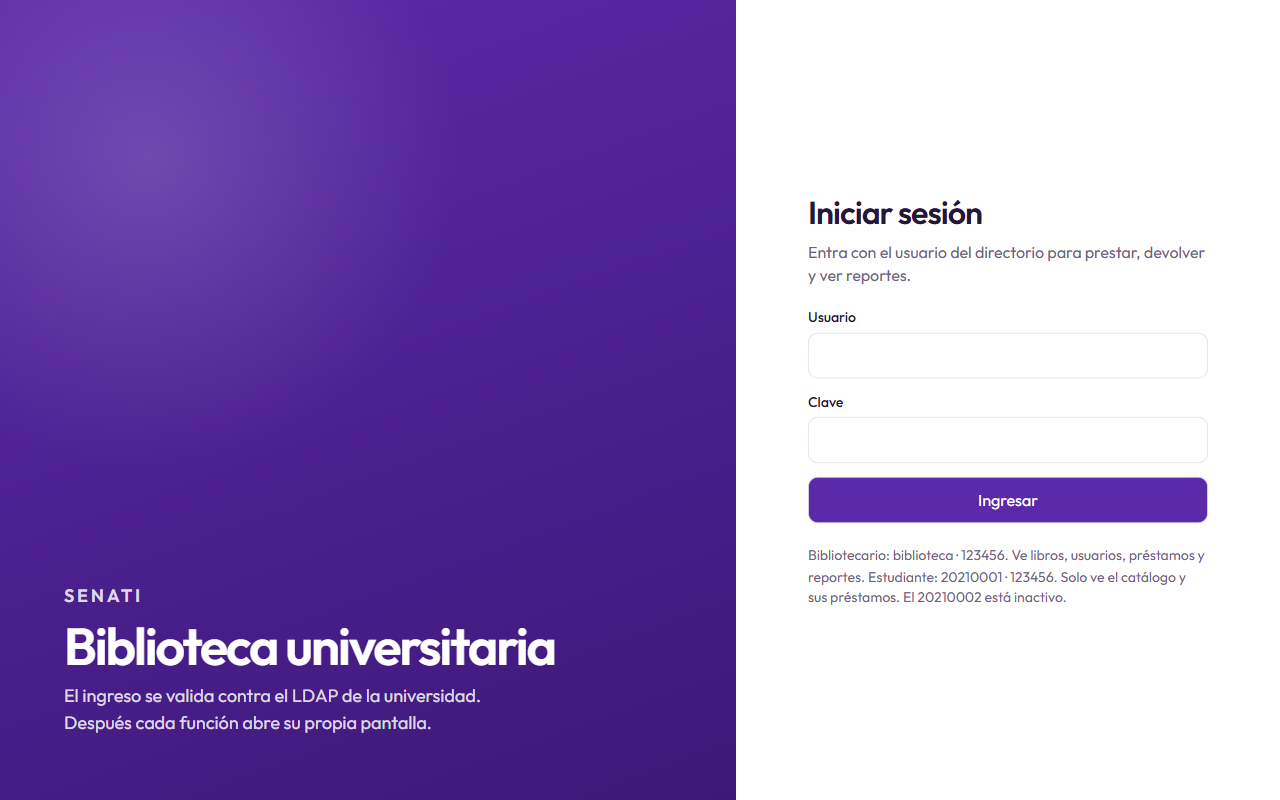 SENATI
Biblioteca universitaria
El ingreso se valida contra el LDAP de la universidad.
Después cada función abre su propia pantalla.
Iniciar sesión
Entra con el usuario del directorio para prestar, devolver
y ver reportes.
Usuario
Clave
Ingresar
Bibliotecario: biblioteca · 123456. Ve libros, usuarios, préstamos y
reportes. Estudiante: 20210001 · 123456. Solo ve el catálogo y
sus préstamos. El 20210002 está inactivo.